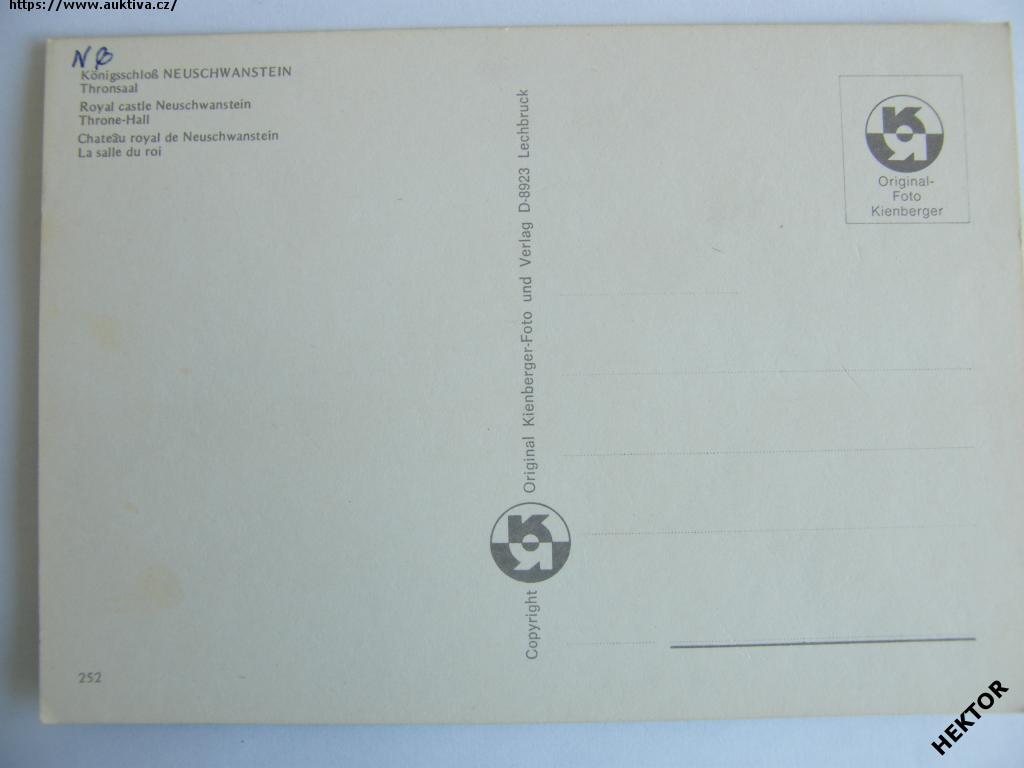 https://www.auktiva.cz/
NB
Königsschloß NEUSCHWANSTEIN
Thronsaal
Royal castle Neuschwanstein
Throne-Hall
Chateâu royal de Neuschwanstein
La salle du roi
Original-
Foto
Kienberger
Copyright Original Kienberger-Foto und Verlag D-8923 Lechbruck
252
HEKTOR